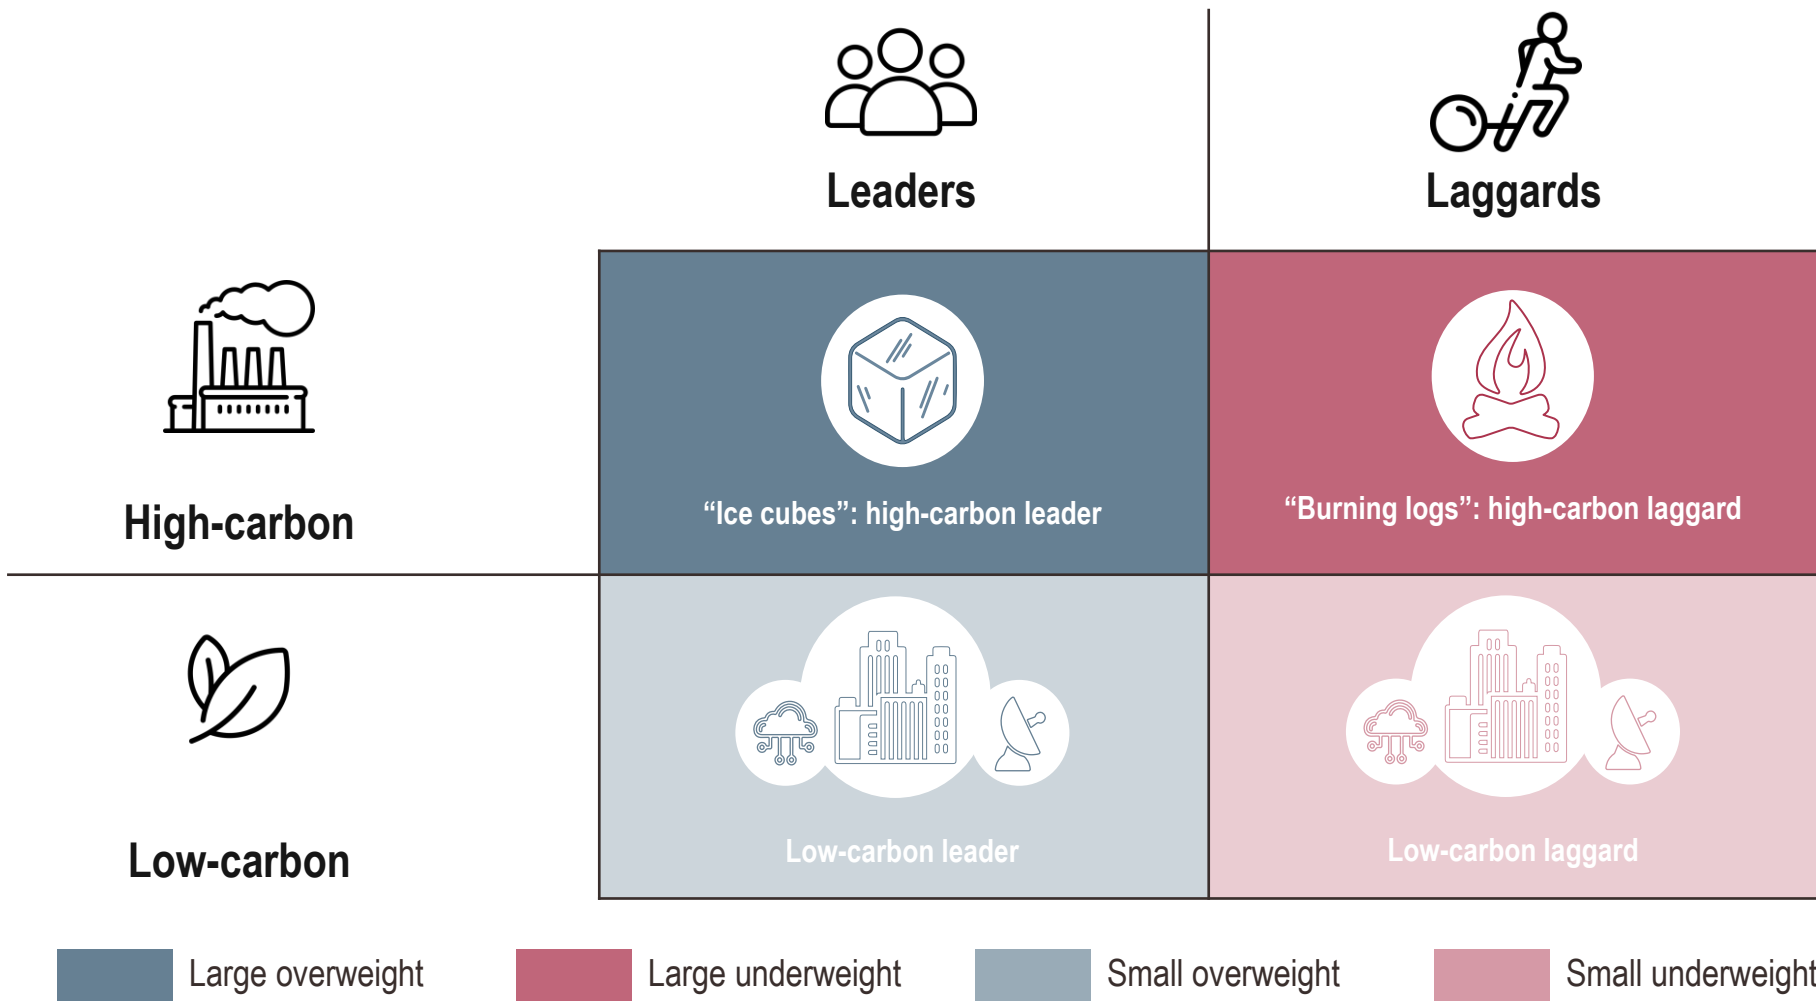 Leaders
Laggards
High-carbon
“Ice cubes”: high-carbon leader
“Burning logs”: high-carbon laggard
Low-carbon
Low-carbon leader
Low-carbon laggard
Large overweight
Large underweight
Small overweight
Small underweight